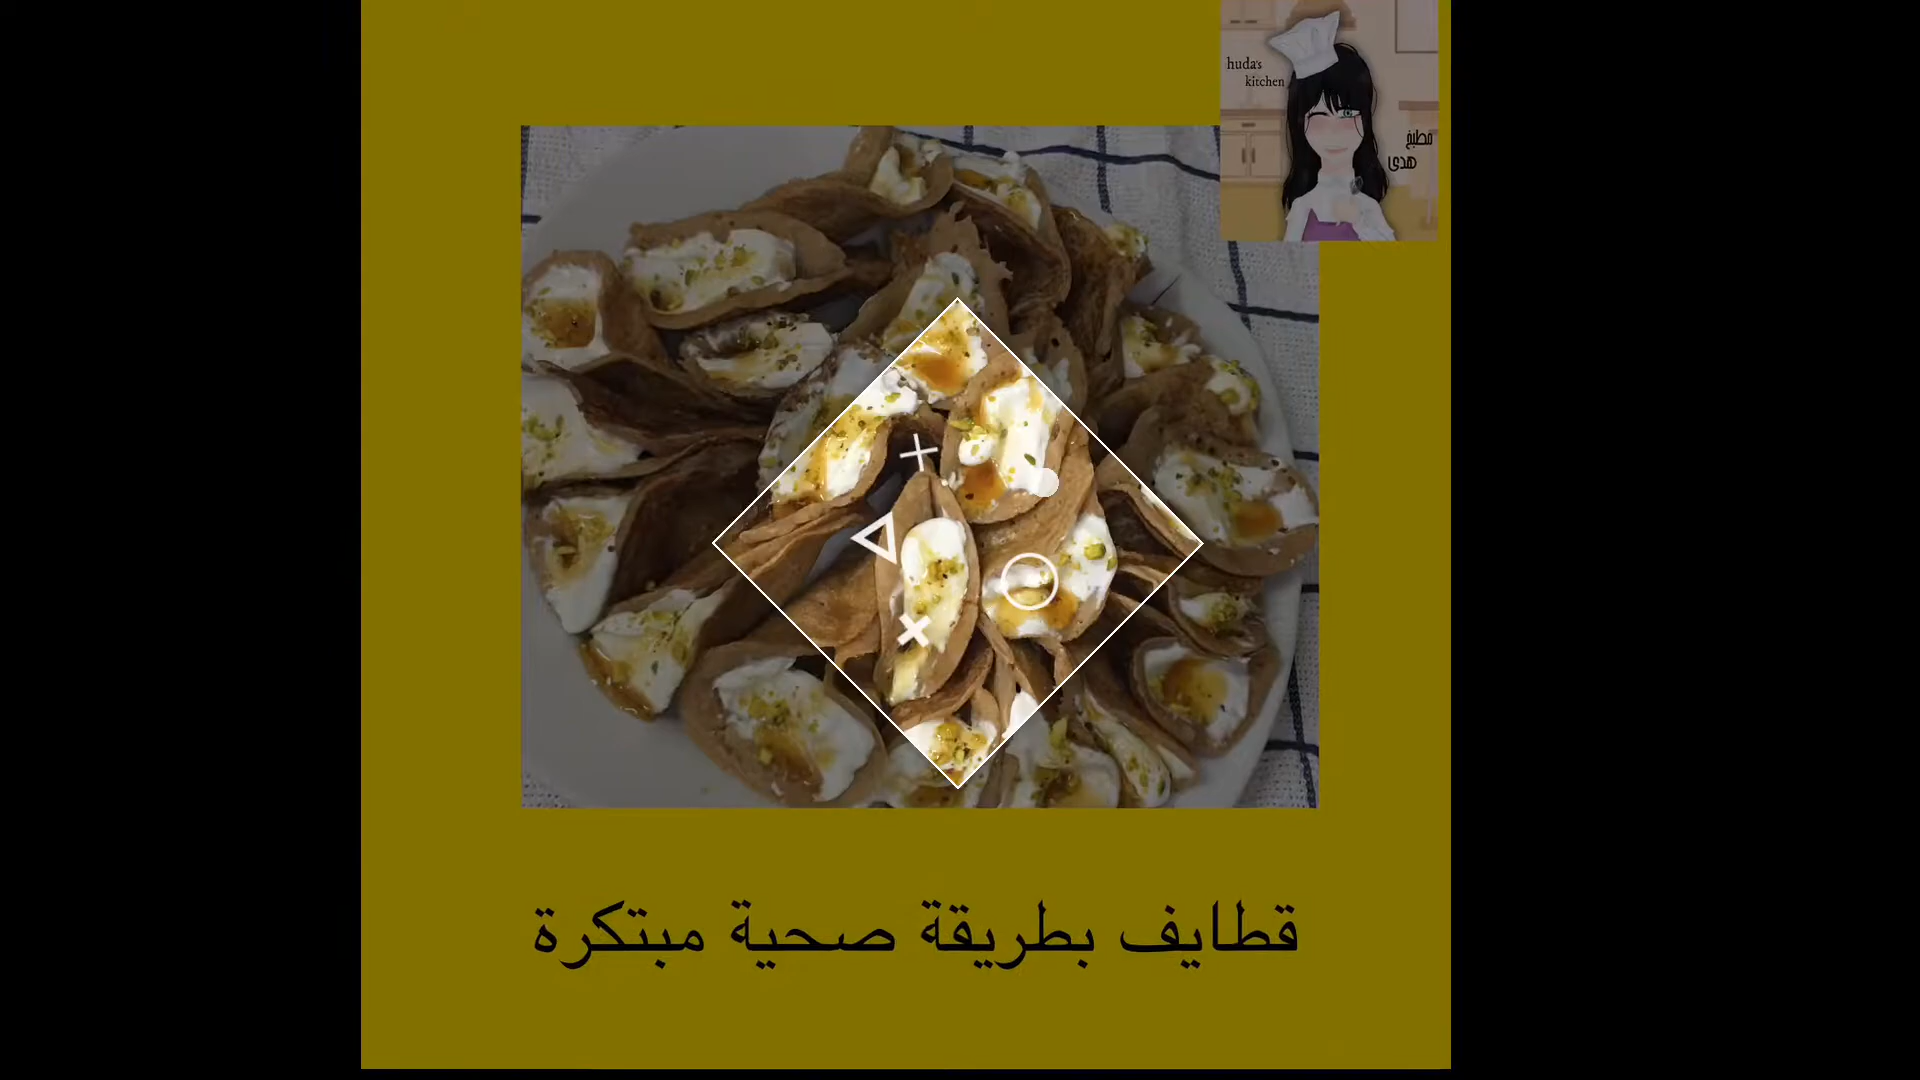 huda's
kitchen
مطبخ
هدى
قطايف بطريقة صحية مبتكرة